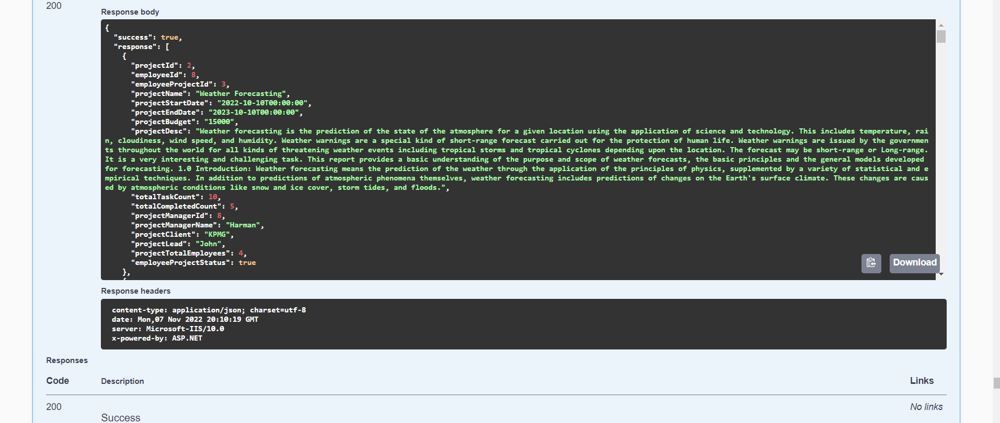 200
Response body
{
"success": true,
"response": [
{
"projectId": 2,
"employeeId": 8,
"employeeProjectId": 3,
"projectName": "Weather Forecasting",
"projectStartDate": "2022-10-10T00:00:00",
"projectEndDate": "2023-10-10T00:00:00",
"projectBudget": "15000",
"projectDesc": "Weather forecasting is the prediction of the state of the atmosphere for a given location using the application of science and technology. This includes temperature, rai
n, cloudiness, wind speed, and humidity. Weather warnings are a special kind of short-range forecast carried out for the protection of human life. Weather warnings are issued by the governmen
ts throughout the world for all kinds of threatening weather events including tropical storms and tropical cyclones depending upon the location. The forecast may be short-range or Long-range.
It is a very interesting and challenging task. This report provides a basic understanding of the purpose and scope of weather forecasts, the basic principles and the general models developed
for forecasting. 1.0 Introduction: Weather forecasting means the prediction of the weather through the application of the principles of physics, supplemented by a variety of statistical and e
mpirical techniques. In addition to predictions of atmospheric phenomena themselves, weather forecasting includes predictions of changes on the Earth's surface climate. These changes are caus
ed by atmospheric conditions like snow and ice cover, storm tides, and floods.",
"totalTaskCount": 10,
"totalCompletedCount": 5,
"projectManagerId": 8,
"projectManagerName": "Harman",
"projectClient": "KPMG",
"projectLead": "John",
"projectTotalEmployees": 4,
"employeeProjectStatus": true
},
{
Download
Response headers
content-type: application/json; charset=utf-8
date: Mon,07 Nov 2022 20:10:19 GMT
server: Microsoft-IIS/10.0
x-powered-by: ASP.NET
Responses
Code Description Links
200 No links
Success